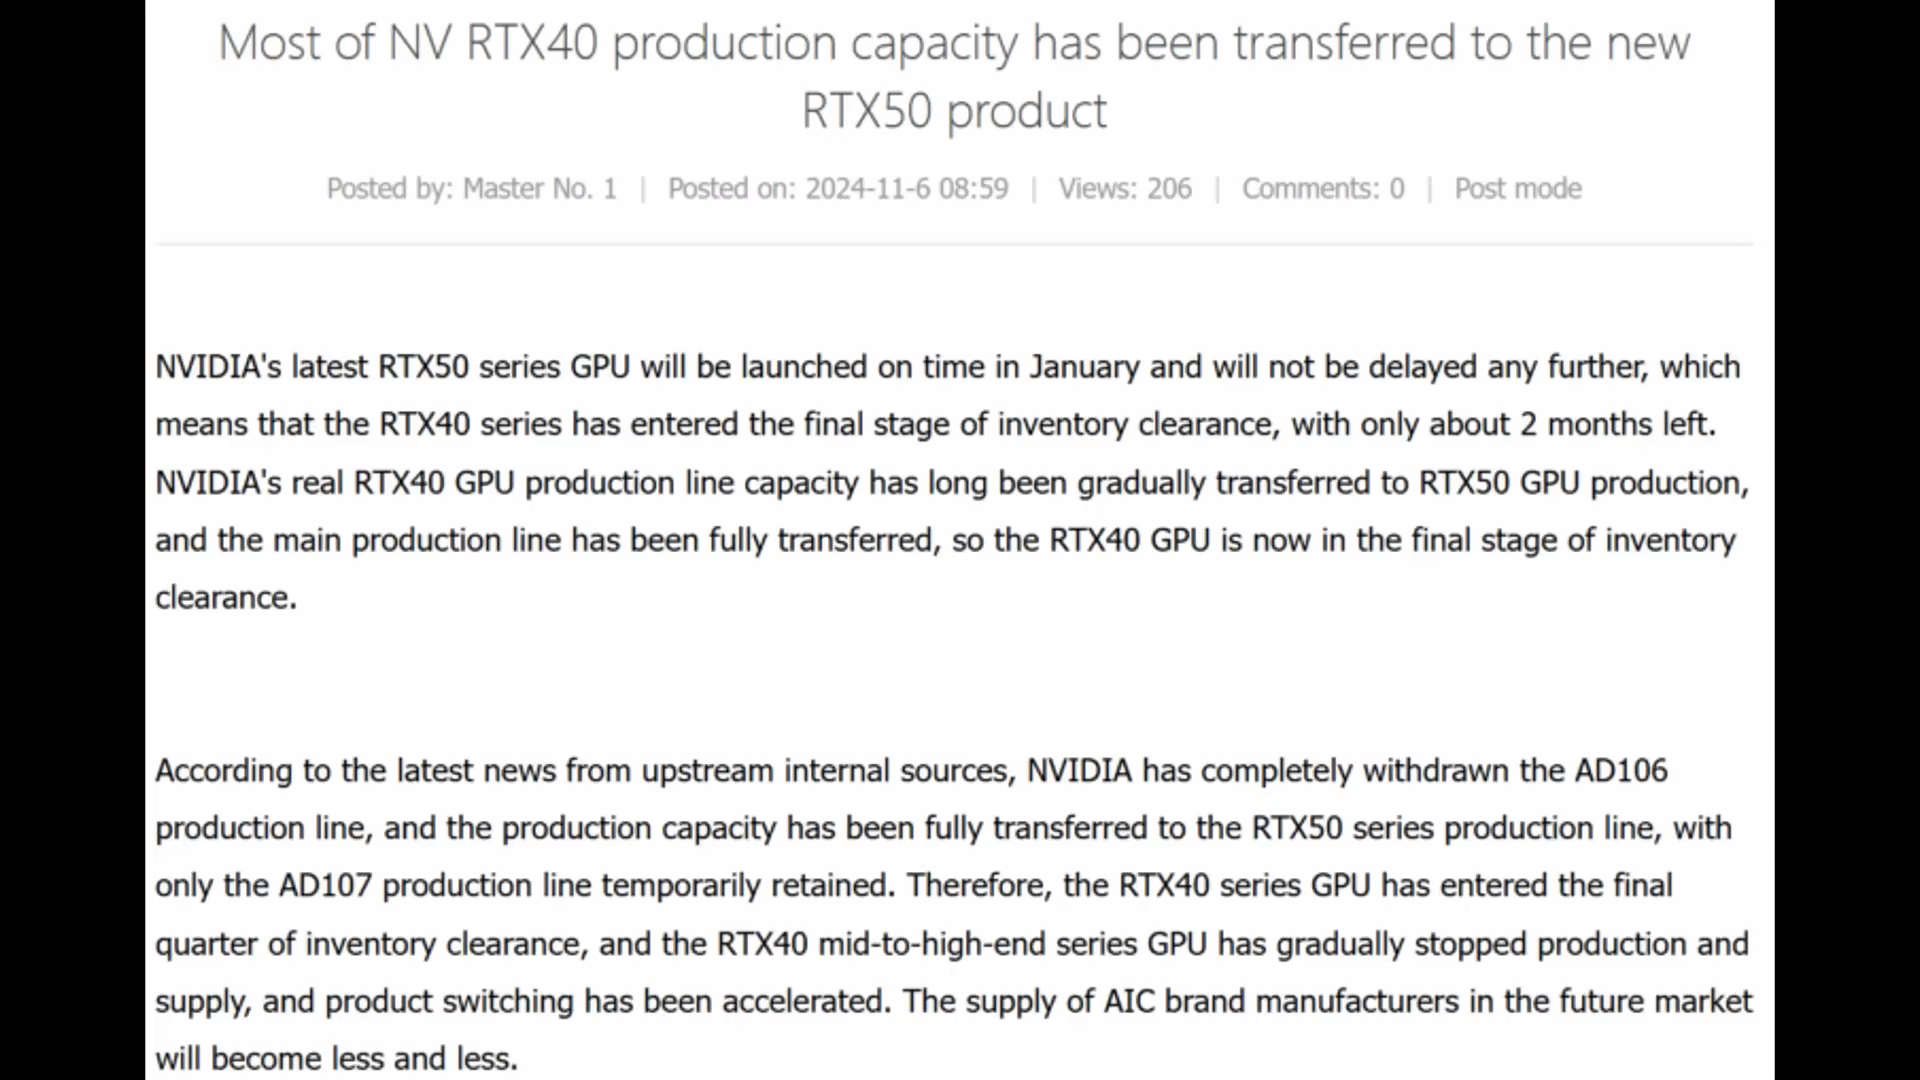 Most of NV RTX40 production capacity has been transferred to the new
RTX50 product
Posted by: Master No. 1 | Posted on: 2024-11-6 08:59 | Views: 206 | Comments: 0 | Post mode
NVIDIA's latest RTX50 series GPU will be launched on time in January and will not be delayed any further, which
means that the RTX40 series has entered the final stage of inventory clearance, with only about 2 months left.
NVIDIA's real RTX40 GPU production line capacity has long been gradually transferred to RTX50 GPU production,
and the main production line has been fully transferred, so the RTX40 GPU is now in the final stage of inventory
clearance.
According to the latest news from upstream internal sources, NVIDIA has completely withdrawn the AD106
production line, and the production capacity has been fully transferred to the RTX50 series production line, with
only the AD107 production line temporarily retained. Therefore, the RTX40 series GPU has entered the final
quarter of inventory clearance, and the RTX40 mid-to-high-end series GPU has gradually stopped production and
supply, and product switching has been accelerated. The supply of AIC brand manufacturers in the future market
will become less and less.